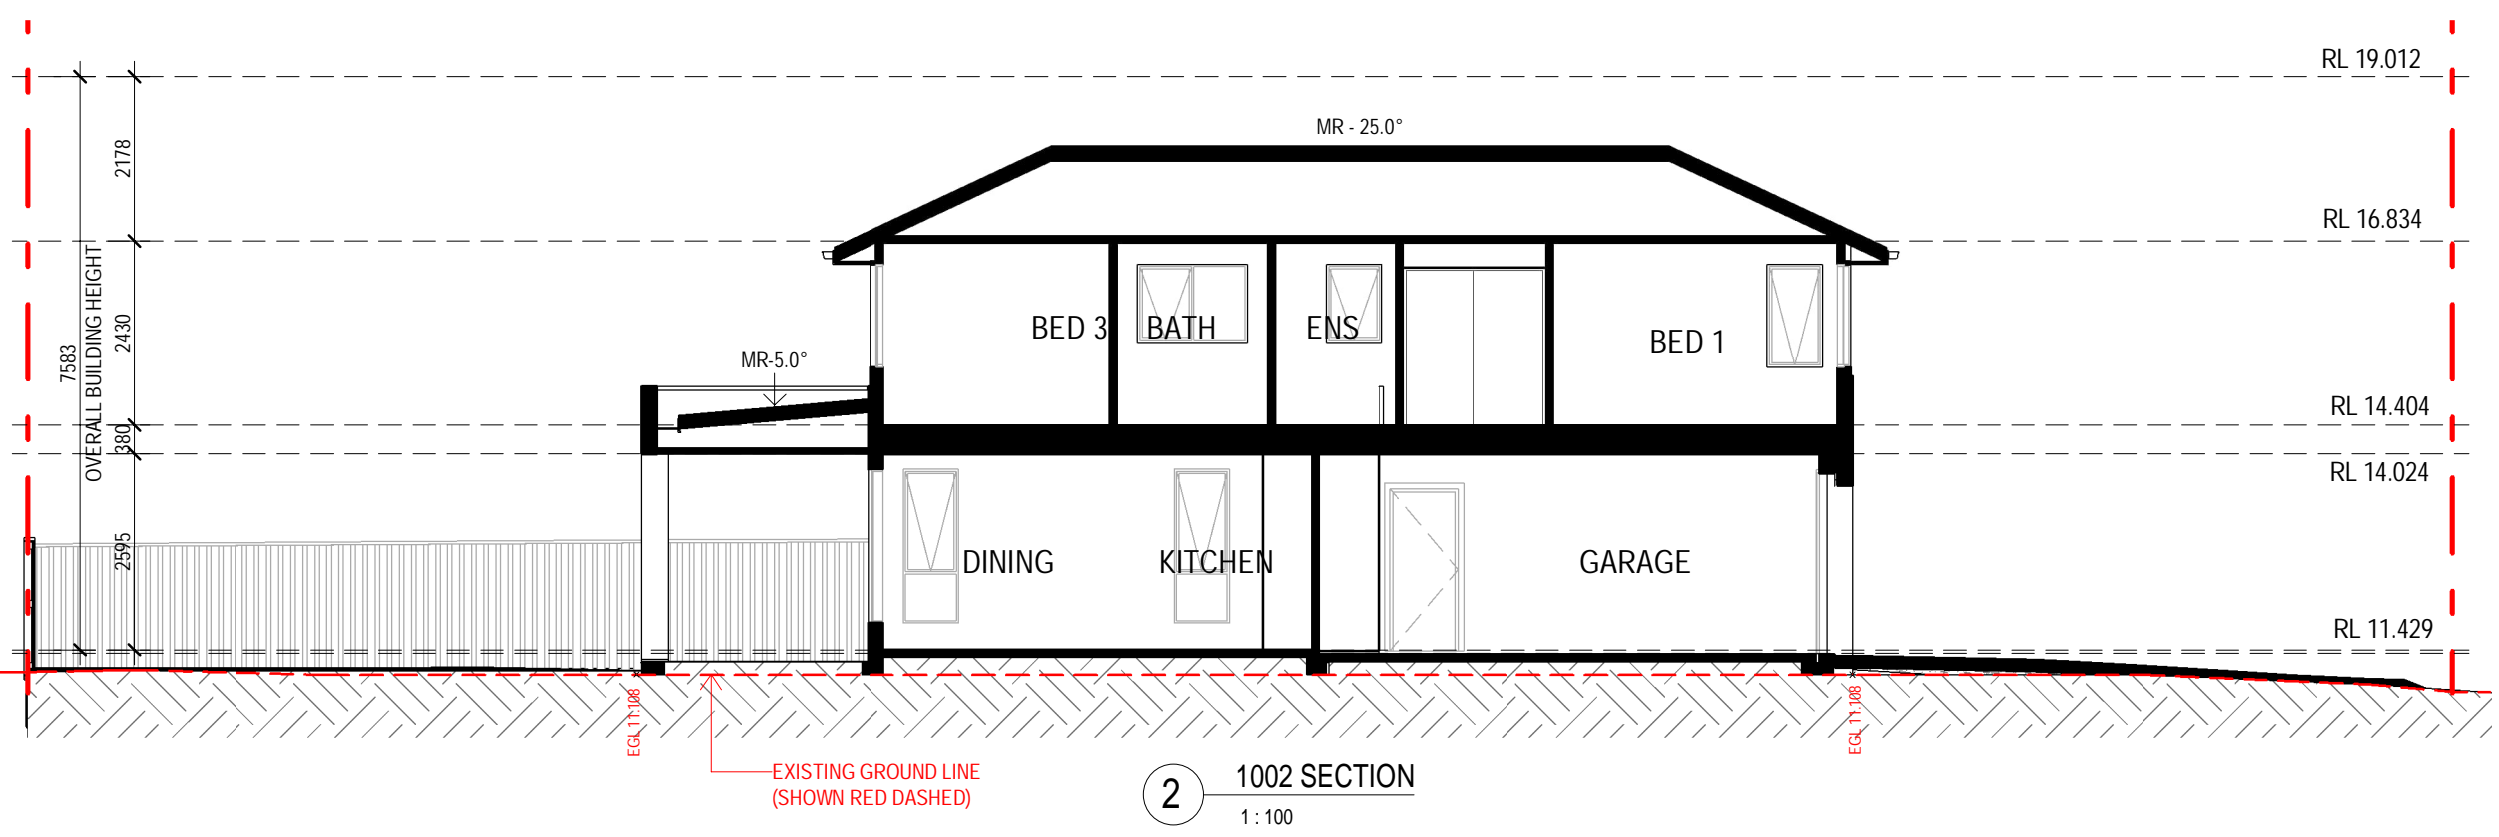 RL 19.012
MR - 25.0°
2178
RL 16.834
OVERALL BUILDING HEIGHT
7583
2430
BED 3
BATH
ENS
BED 1
MR-5.0°
RL 14.404
380
RL 14.024
2595
DINING
KITCHEN
GARAGE
RL 11.429
EGL 11.108
EGL 11.108
EXISTING GROUND LINE
(SHOWN RED DASHED)
2
1002 SECTION
1 : 100